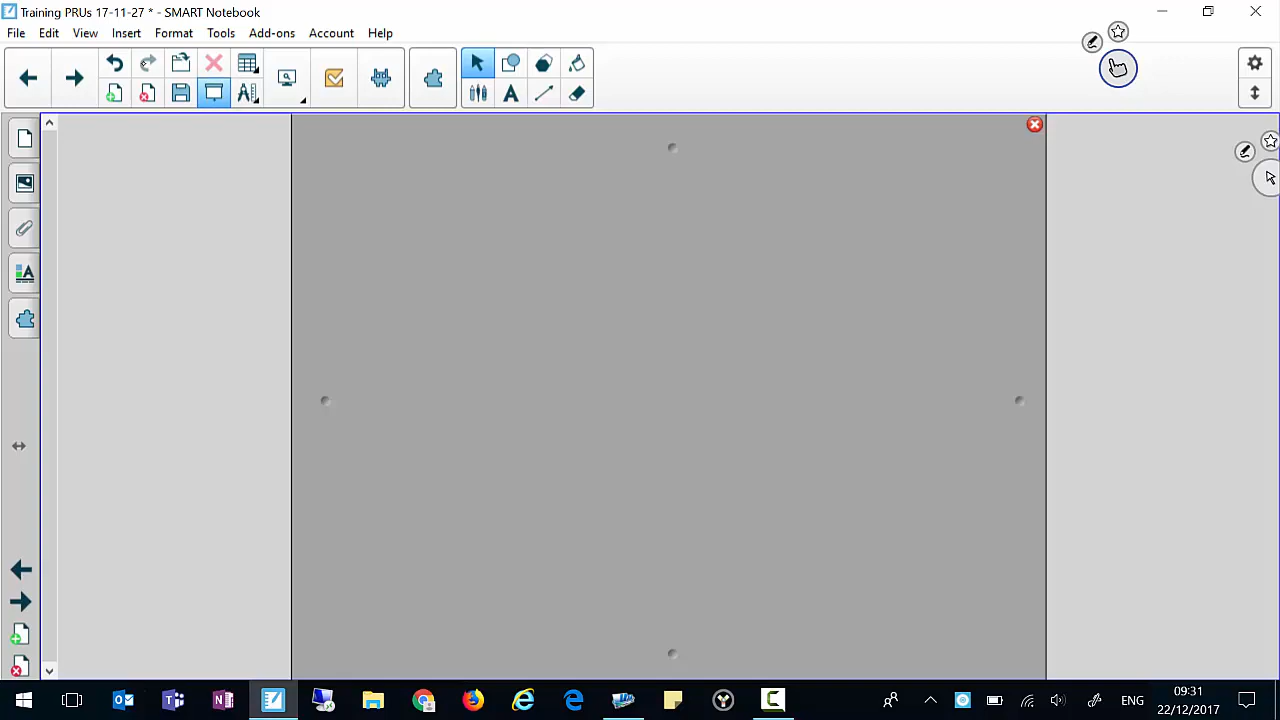 Training PRUs 17-11-27 * - SMART Notebook
File Edit View Insert Format Tools Add-ons Account Help
09:31
ENG
22/12/2017